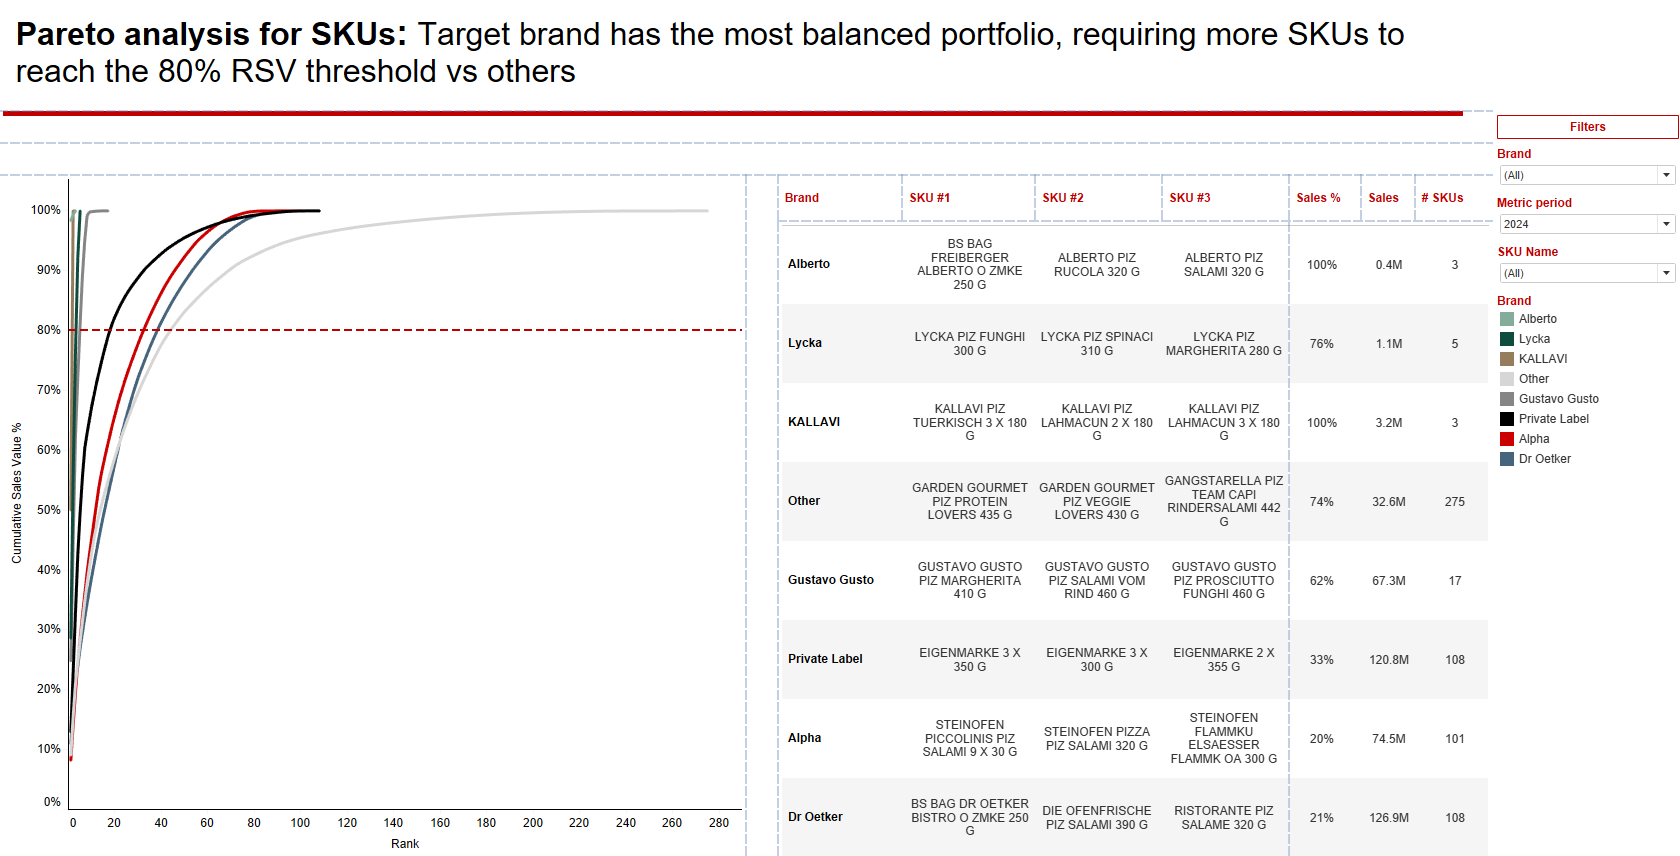 Pareto analysis for SKUs: Target brand has the most balanced portfolio, requiring more SKUs to
reach the 80% RSV threshold vs others
Filters
Brand
(All)
Metric period
2024
SKU Name
(All)
Brand
Alberto
Lycka
KALLAVI
Other
Gustavo Gusto
Private Label
Alpha
Dr Oetker
Cumulative Sales Value %
100%
90%
80%
70%
60%
50%
40%
30%
20%
10%
0%
0 20 40 60 80 100 120 140 160 180 200 220 240 260 280
Rank
Brand SKU #1 SKU #2 SKU #3 Sales % Sales # SKUs
Alberto
BS BAG
FREIBERGER
ALBERTO O ZMKE
250 G
ALBERTO PIZ
RUCOLA 320 G
ALBERTO PIZ
SALAMI 320 G
100% 0.4M 3
Lycka
LYCKA PIZ FUNGHI
300 G
LYCKA PIZ SPINACI
310 G
LYCKA PIZ
MARGHERITA 280 G
76% 1.1M 5
KALLAVI
KALLAVI PIZ
TUERKISCH 3 X 180
G
KALLAVI PIZ
LAHMACUN 2 X 180
G
KALLAVI PIZ
LAHMACUN 3 X 180
G
100% 3.2M 3
Other
GARDEN GOURMET
PIZ PROTEIN
LOVERS 435 G
GARDEN GOURMET
PIZ VEGGIE
LOVERS 430 G
GANGSTARELLA PIZ
TEAM CAPI
RINDERSALAMI 442
G
74% 32.6M 275
Gustavo Gusto
GUSTAVO GUSTO
PIZ MARGHERITA
410 G
GUSTAVO GUSTO
PIZ SALAMI VOM
RIND 460 G
GUSTAVO GUSTO
PIZ PROSCIUTTO
FUNGHI 460 G
62% 67.3M 17
Private Label
EIGENMARKE 3 X
350 G
EIGENMARKE 3 X
300 G
EIGENMARKE 2 X
355 G
33% 120.8M 108
Alpha
STEINOFEN
PICCOLINIS PIZ
SALAMI 9 X 30 G
STEINOFEN PIZZA
PIZ SALAMI 320 G
STEINOFEN
FLAMMKU
ELSAESSER
FLAMMK OA 300 G
20% 74.5M 101
Dr Oetker
BS BAG DR OETKER
BISTRO O ZMKE 250
G
DIE OFENFRISCHE
PIZ SALAMI 390 G
RISTORANTE PIZ
SALAME 320 G
21% 126.9M 108